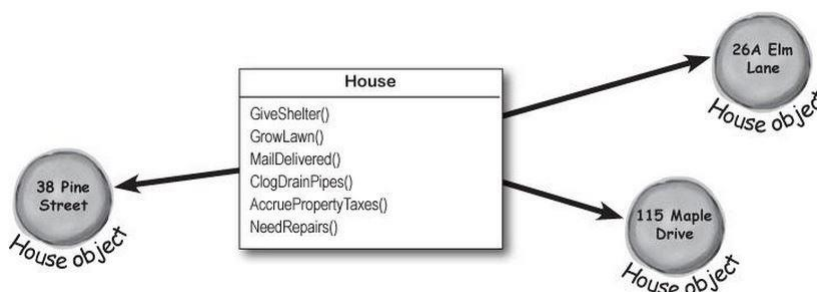 House
GiveShelter()
GrowLawn()
MailDelivered()
ClogDrainPipes()
AccruePropertyTaxes()
NeedRepairs()
38 Pine
Street
House object
26A Elm
Lane
House object
115 Maple
Drive
House object